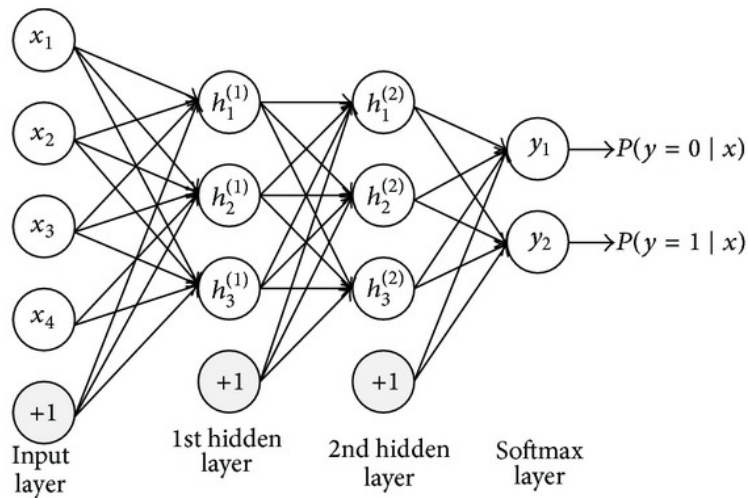 x₁
x₂
x₃
x₄
+1
Input
layer
h₁⁽¹⁾
h₂⁽¹⁾
h₃⁽¹⁾
+1
1st hidden
layer
h₁⁽²⁾
h₂⁽²⁾
h₃⁽²⁾
+1
2nd hidden
layer
y₁
y₂
Softmax
layer
P(y = 0 | x)
P(y = 1 | x)